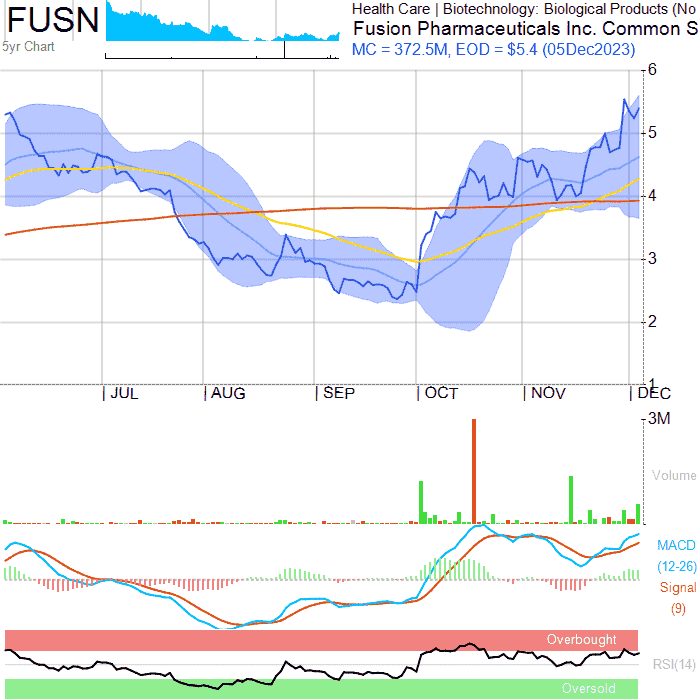 FUSN
5yr Chart
Health Care | Biotechnology: Biological Products (No
Fusion Pharmaceuticals Inc. Common S
MC = 372.5M, EOD = $5.4 (05Dec2023)
6
5
4
3
2
1
JUL AUG SEP OCT NOV DEC
3M
Volume
MACD
(12-26)
Signal
(9)
Overbought
RSI(14)
Oversold